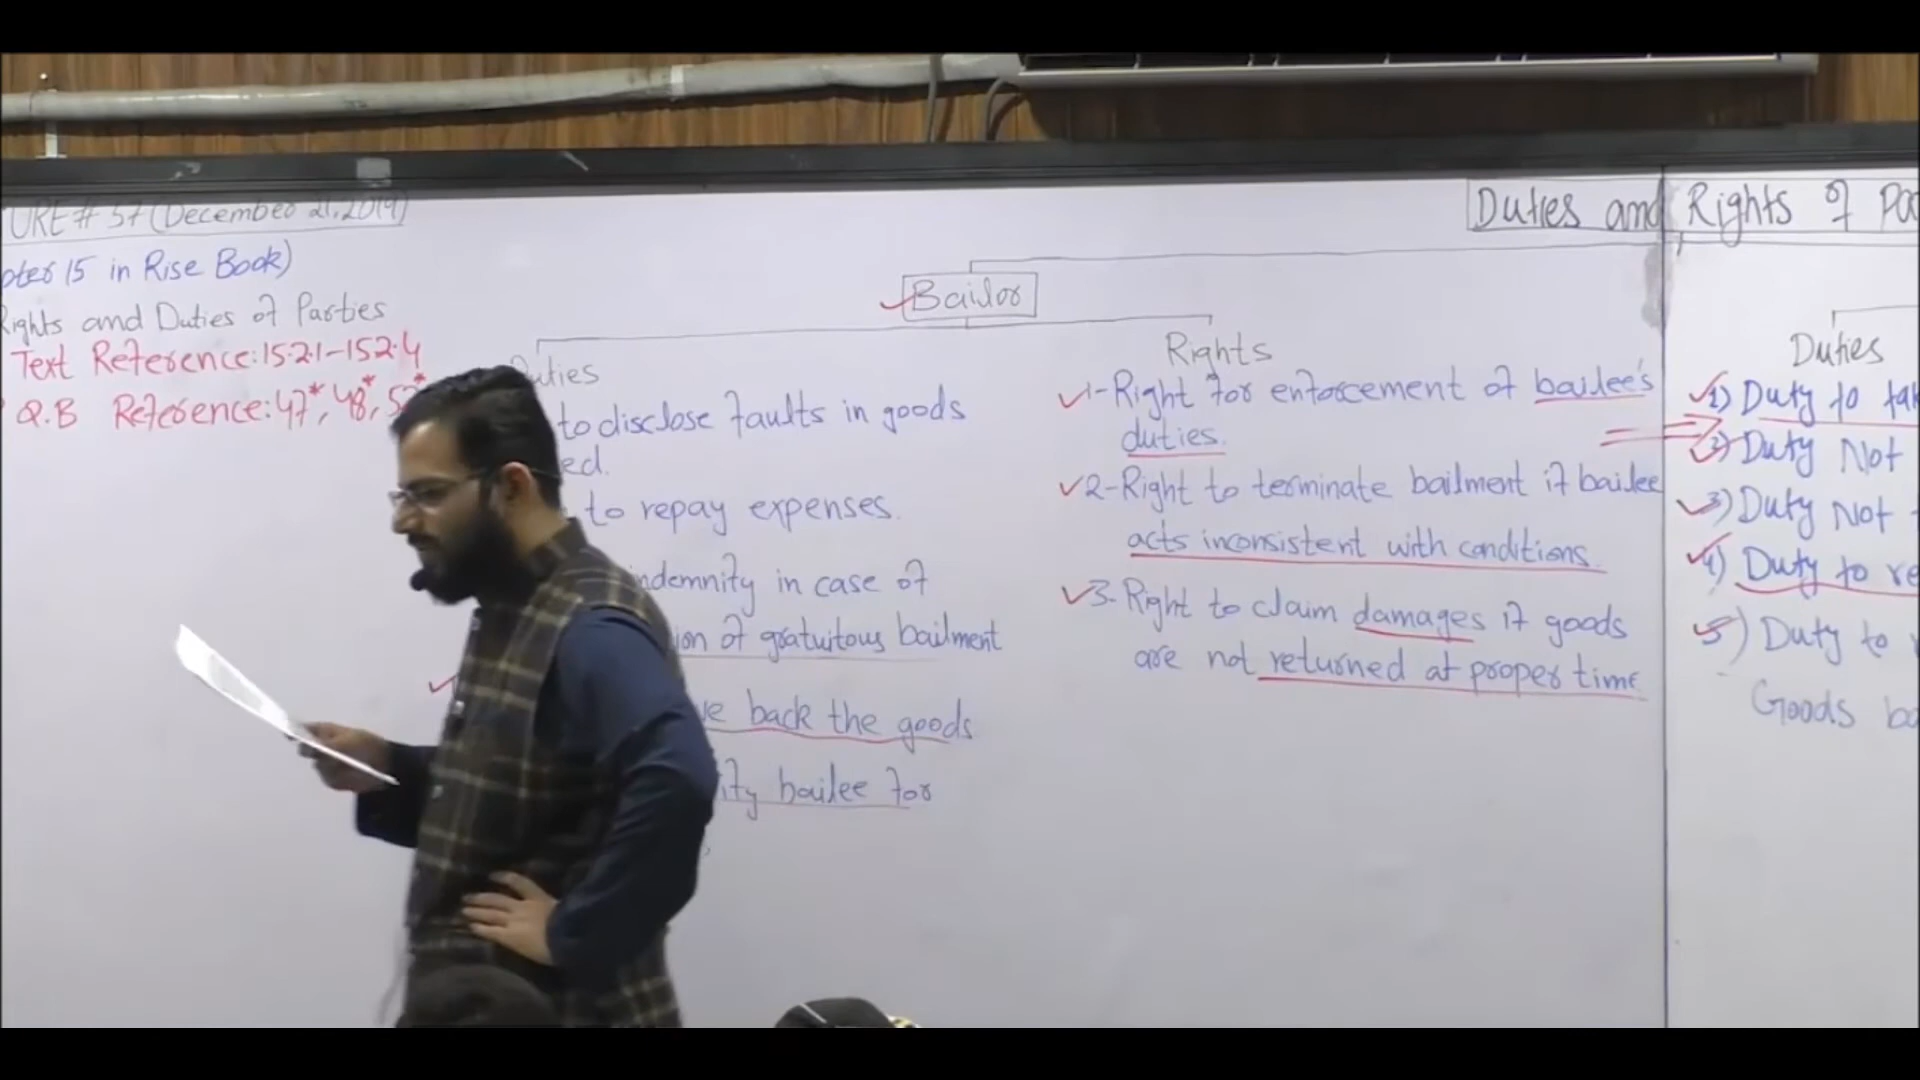 URE # 57 (December 21, 2019)
pter 15 in Rise Book)
Rights and Duties of Parties
Text Reference: 15.2.1-15.2.4
Q.B Reference: 47*, 48*,
Duties and Rights of Pa
Bailor
Duties
to disclose faults in goods
ed.
to repay expenses.
indemnity in case of
ion of gratuitous bailment
ve back the goods
ity bailee for
Rights
1- Right for enforcement of bailee's
duties.
2- Right to terminate bailment if bailee
acts inconsistent with conditions.
3- Right to claim damages if goods
are not returned at proper time
Duties
1) Duty to tak
2) Duty Not
3) Duty Not
4) Duty to re
5) Duty to
Goods ba